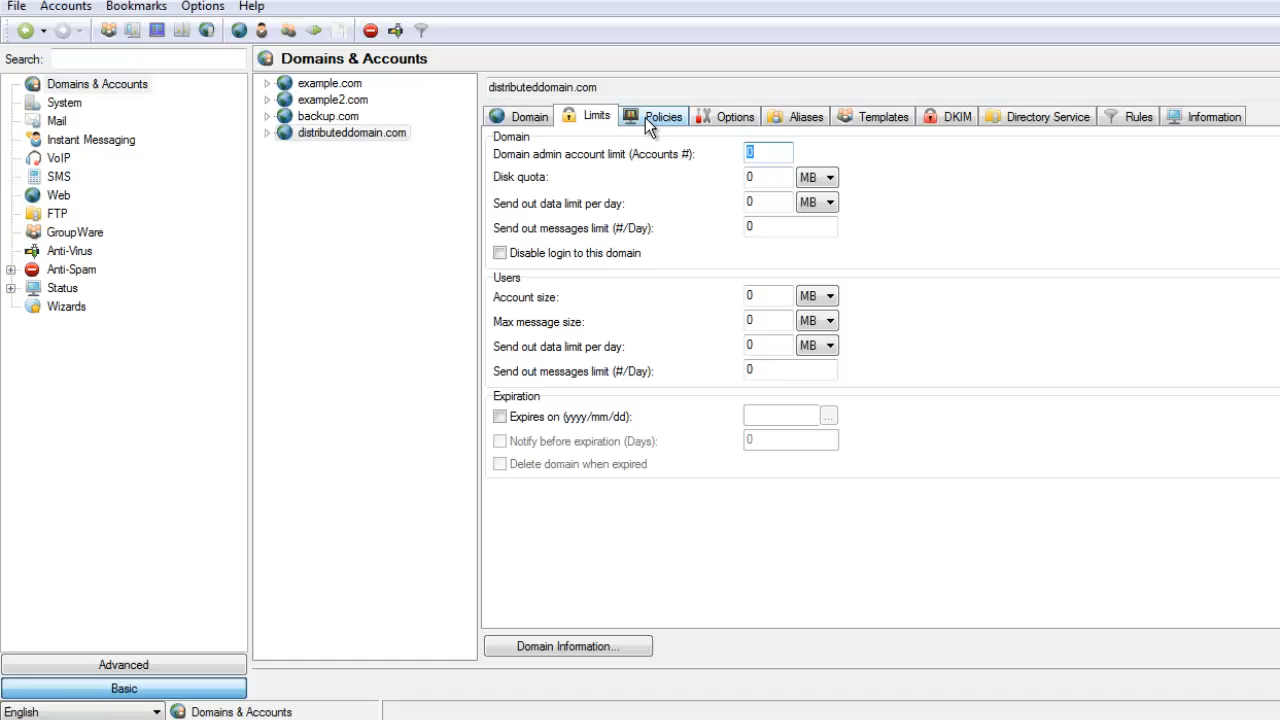 File Accounts Bookmarks Options Help
Search:
Domains & Accounts
System
Mail
Instant Messaging
VoIP
SMS
Web
FTP
GroupWare
Anti-Virus
Anti-Spam
Status
Wizards
Advanced
Basic
Domains & Accounts
example.com
example2.com
backup.com
distributeddomain.com
distributeddomain.com
Domain Limits Policies Options Aliases Templates DKIM Directory Service Rules Information
Domain
Domain admin account limit (Accounts #): 0
Disk quota: 0 MB
Send out data limit per day: 0 MB
Send out messages limit (#/Day): 0
Disable login to this domain
Users
Account size: 0 MB
Max message size: 0 MB
Send out data limit per day: 0 MB
Send out messages limit (#/Day): 0
Expiration
Expires on (yyyy/mm/dd): ...
Notify before expiration (Days): 0
Delete domain when expired
Domain Information...
English Domains & Accounts